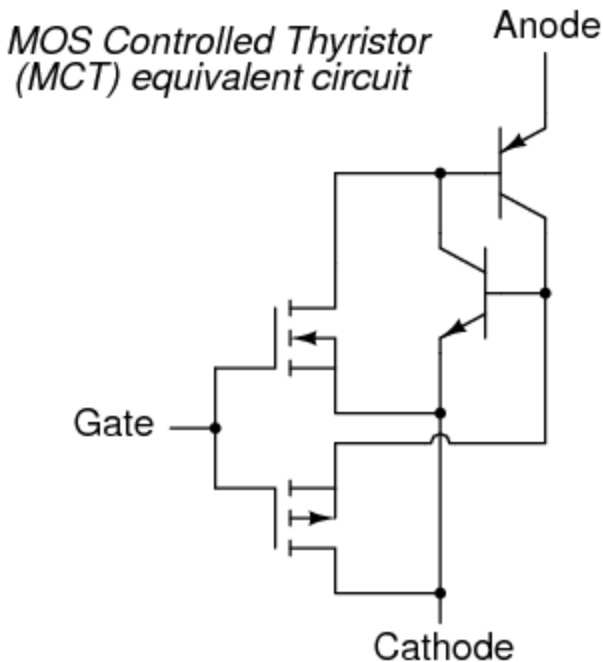 MOS Controlled Thyristor
(MCT) equivalent circuit
Anode
Gate
Cathode